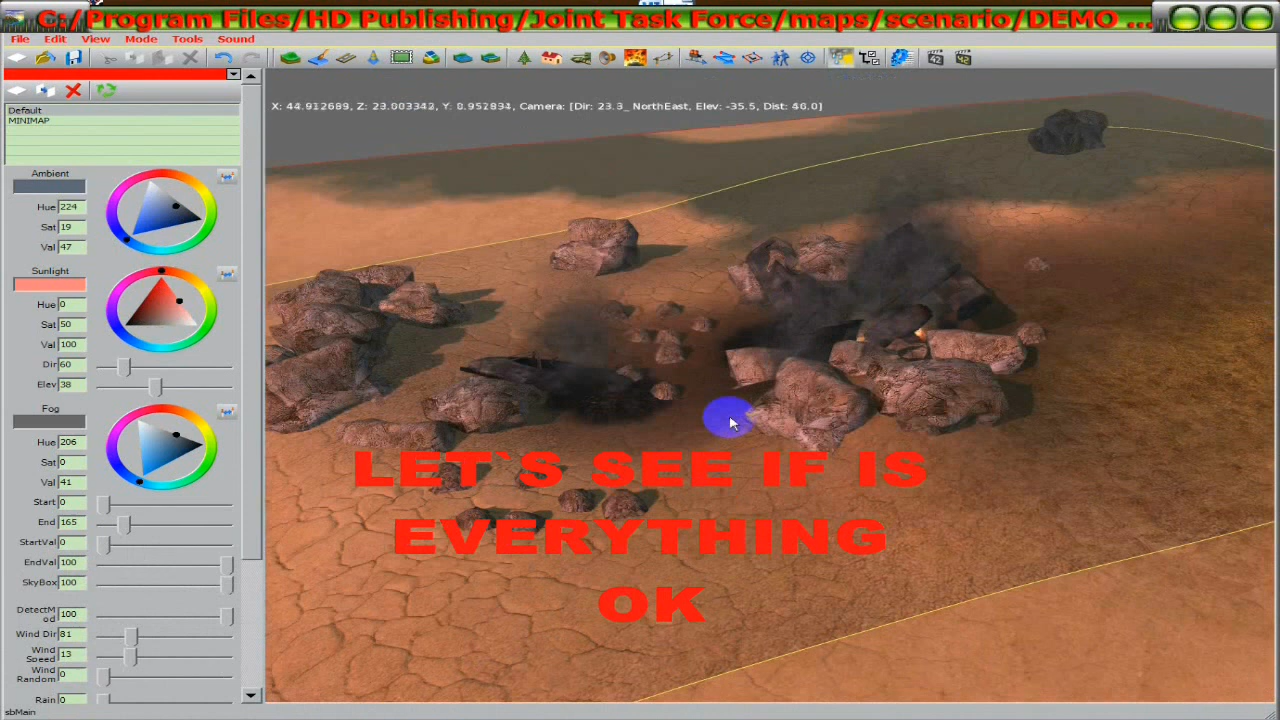 C:/Program Files/HD Publishing/Joint Task Force/maps/scenario/DEMO ...
File Edit View Mode Tools Sound
X: 44.912689, Z: 23.003342, Y: 0.952834, Camera: [Dir: 23.3_ NorthEast, Elev: -35.5, Dist: 40.0]
Default
MINIMAP
Ambient
Hue 224
Sat 19
Val 47
Sunlight
Hue 0
Sat 50
Val 100
Dir 60
Elev 38
Fog
Hue 206
Sat 0
Val 41
Start 0
End 165
StartVal 0
EndVal 100
SkyBox 100
DetectM
od 100
Wind Dir 81
Wind
Speed 13
Wind
Random 0
Rain 0
LET`S SEE IF IS
EVERYTHING
OK
sbMain